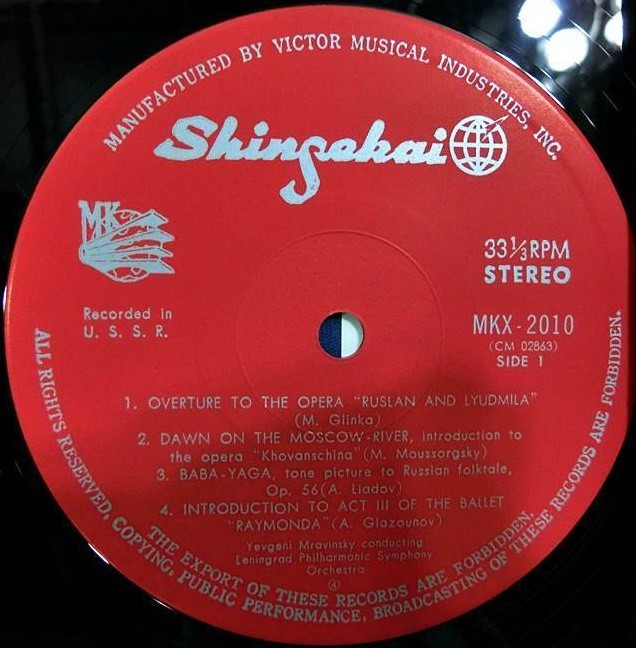 MANUFACTURED BY VICTOR MUSICAL INDUSTRIES, INC.
Shinsekai
MK
33⅓RPM
STEREO
Recorded in
U. S. S. R.
MKX-2010
(CM 02863)
SIDE 1
1. OVERTURE TO THE OPERA "RUSLAN AND LYUDMILA"
(M. Glinka)
2. DAWN ON THE MOSCOW-RIVER, introduction to
the opera "Khovanschina"(M. Moussorgsky)
3. BABA-YAGA, tone picture to Russian folktale,
Op. 56(A. Liadov)
4. INTRODUCTION TO ACT III OF THE BALLET
"RAYMONDA"(A. Glazounov)
Yevgeni Mravinsky conducting
Leningrad Philharmonic Symphony
Orchestra
④
THE EXPORT OF THESE RECORDS ARE FORBIDDEN.
ALL RIGHTS RESERVED, COPYING, PUBLIC PERFORMANCE, BROADCASTING OF THESE RECORDS ARE FORBIDDEN.